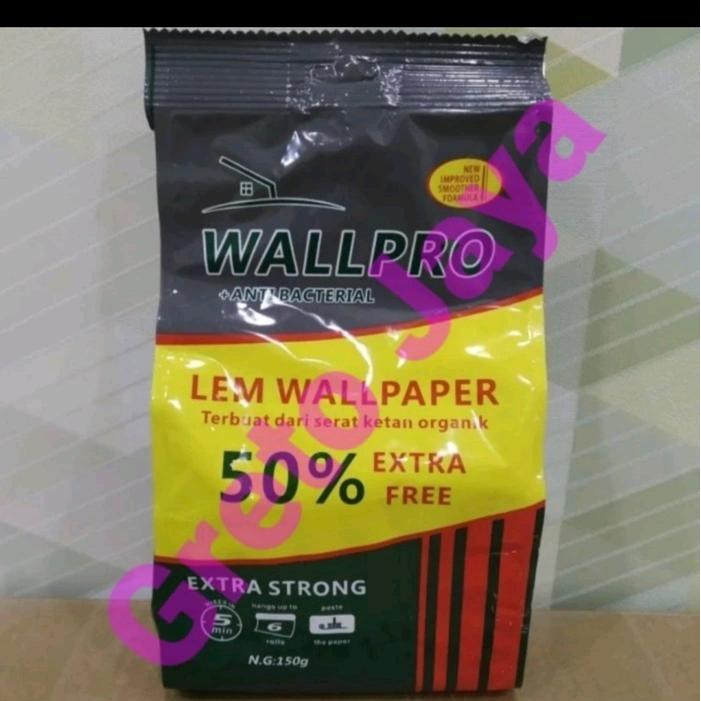 NEW
IMPROVED
SMOOTHER
FOAMULA
WALLPRO
+ANTI BACTERIAL
LEM WALLPAPER
Terbuat dari serat ketan organik
50% EXTRA
FREE
EXTRA STRONG
5
min
hangs up to
6
rolls
paste
the paper
N.G:150g
Greto Jaya